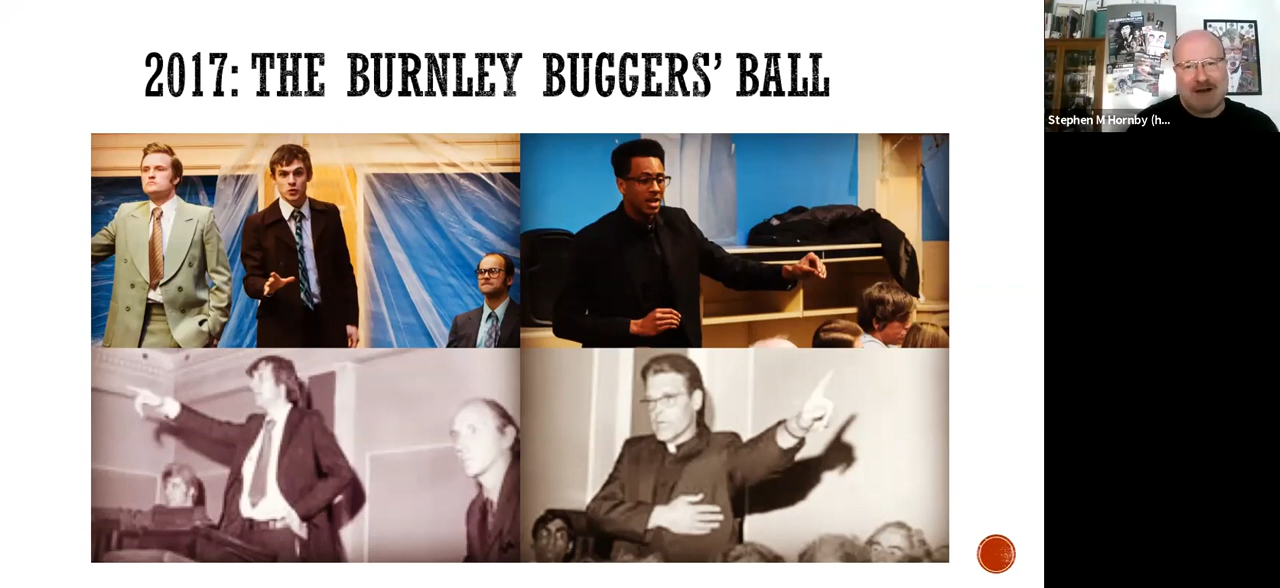 2017: THE BURNLEY BUGGERS’ BALL
Stephen M Hornby (h...